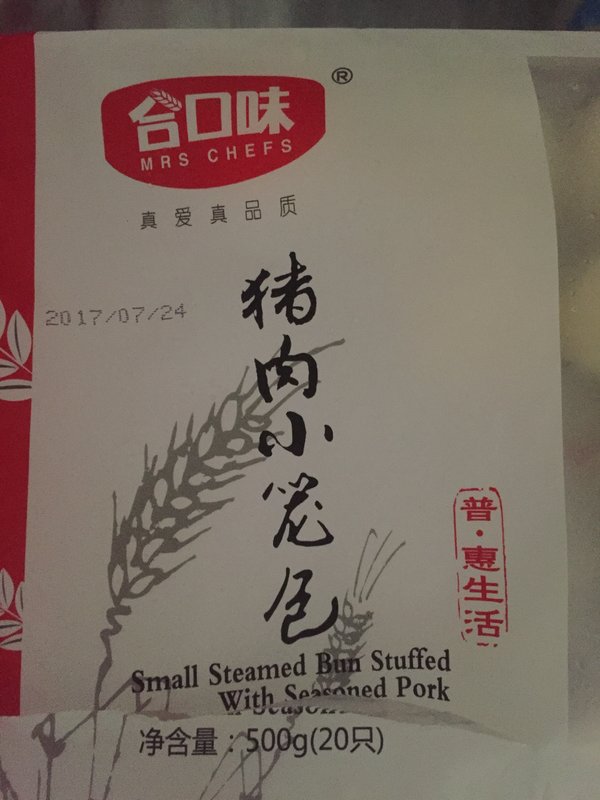 台口味
®
MRS CHEFS
真爱真品质
2017/07/24
猪肉小笼包
普·惠生活
Small Steamed Bun Stuffed
With Seasoned Pork
净含量：500g(20只)